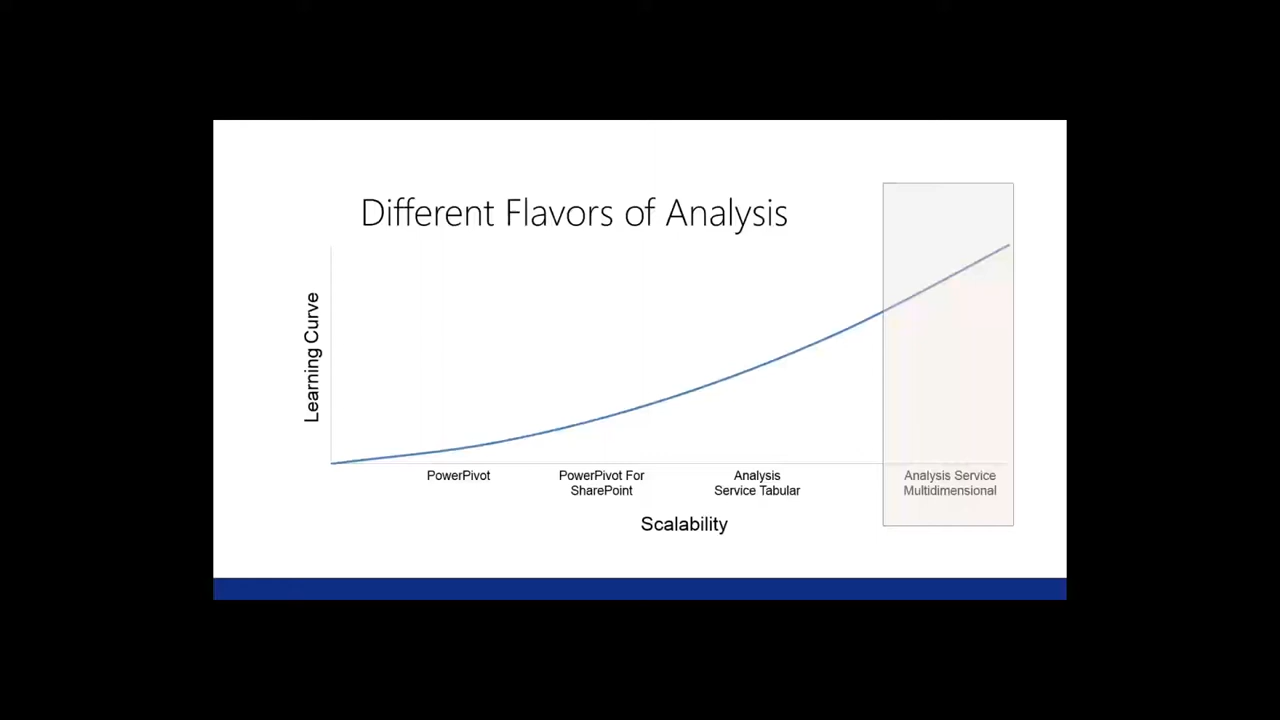 Different Flavors of Analysis
Learning Curve
PowerPivot
PowerPivot For
SharePoint
Analysis
Service Tabular
Analysis Service
Multidimensional
Scalability